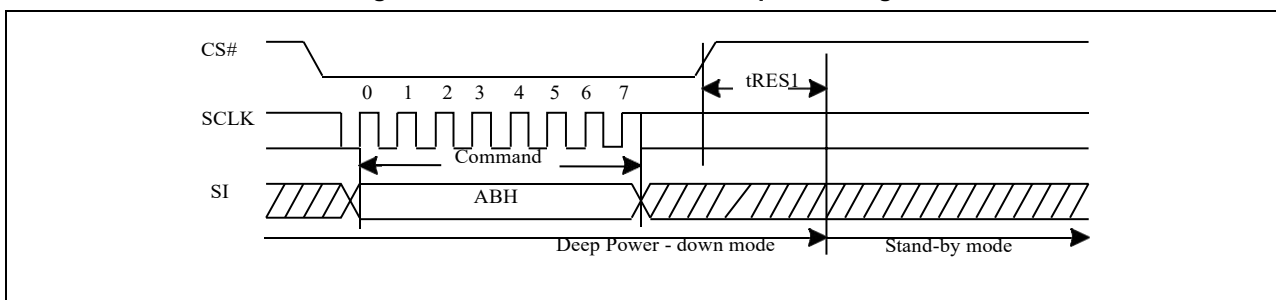 CS#
tRES1
0 1 2 3 4 5 6 7
SCLK
Command
SI
ABH
Deep Power - down mode
Stand-by mode